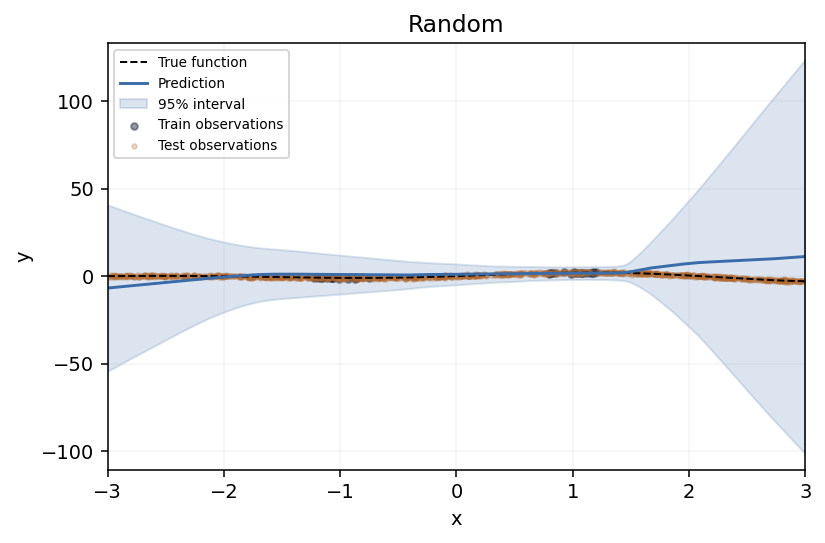 Random
True function
Prediction
95% interval
Train observations
Test observations
100
50
0
−50
−100
y
−3
−2
−1
0
1
2
3
x